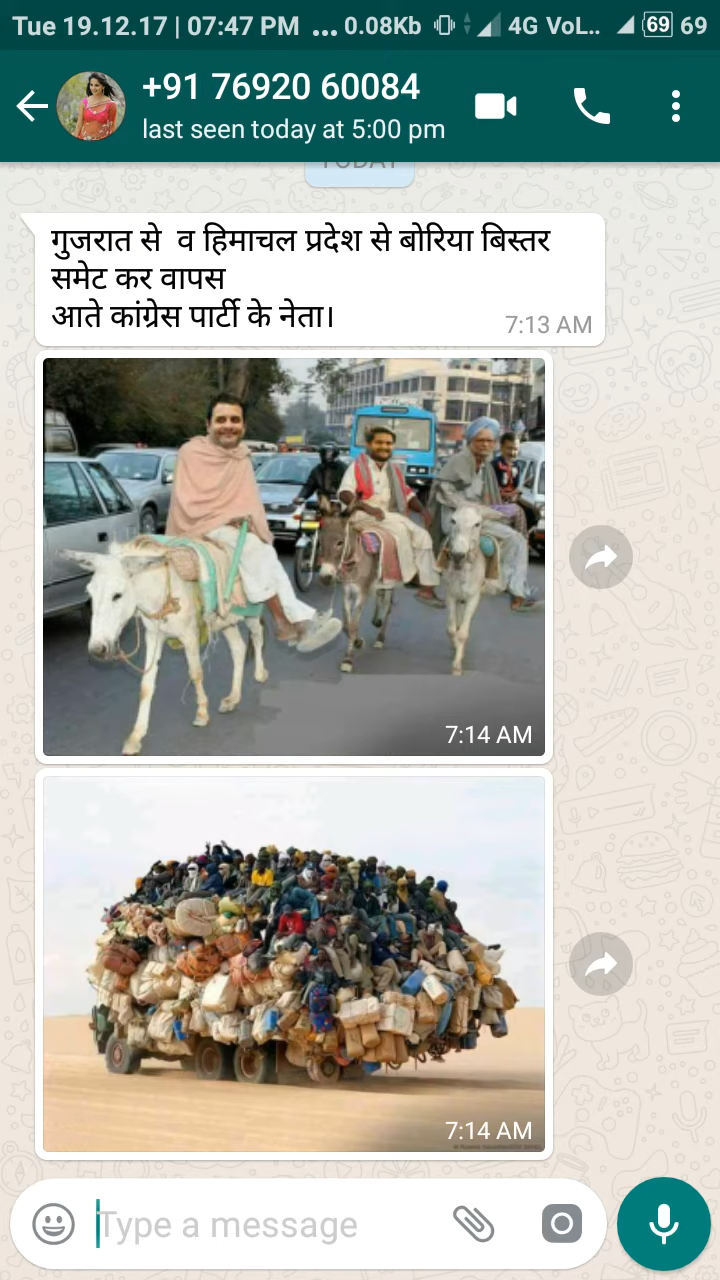 Tue 19.12.17 | 07:47 PM ... 0.08Kb 4G VoL.. 69 69
+91 76920 60084
last seen today at 5:00 pm
TODAY
गुजरात से व हिमाचल प्रदेश से बोरिया बिस्तर
समेट कर वापस
आते कांग्रेस पार्टी के नेता।
7:13 AM
7:14 AM
7:14 AM
Type a message